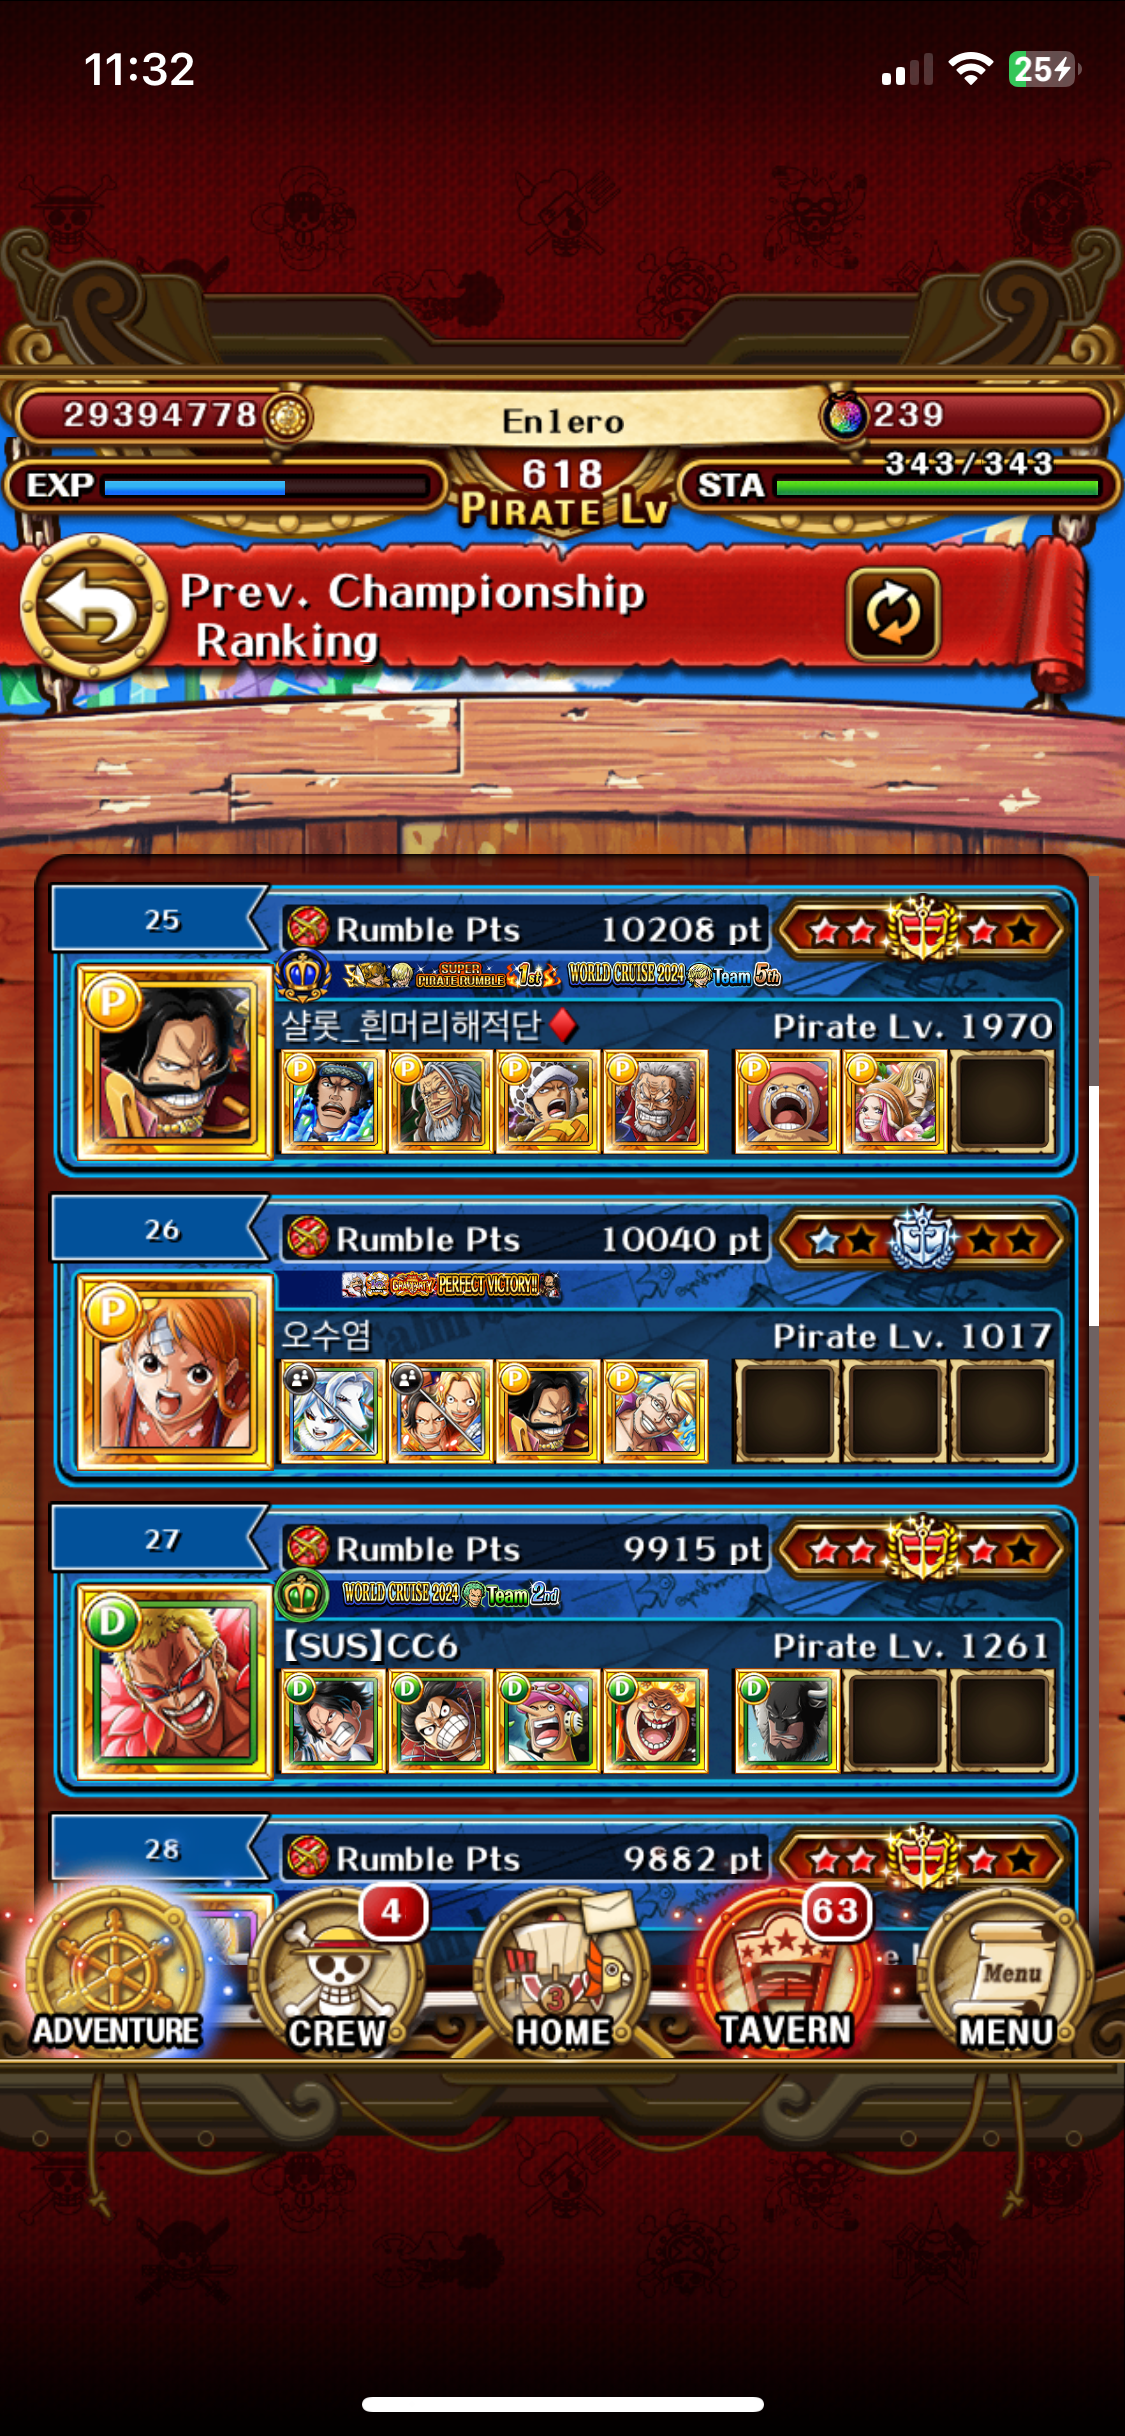 11:32
25
29394778
En1ero
239
EXP
618
PIRATE Lv
STA
343/343
Prev. Championship
Ranking
25
Rumble Pts 10208 pt
SUPER PIRATE RUMBLE 1st WORLD CRUISE 2024 Team 5th
샬롯_흰머리해적단♦
Pirate Lv. 1970
P
P P P P P P
26
Rumble Pts 10040 pt
GRAND PARTY PERFECT VICTORY!!
오수염
Pirate Lv. 1017
P
P P
27
Rumble Pts 9915 pt
WORLD CRUISE 2024 Team 2nd
【SUS】CC6
Pirate Lv. 1261
D
D D D D D
28
Rumble Pts 9882 pt
4
63
3
Menu
ADVENTURE
CREW
HOME
TAVERN
MENU